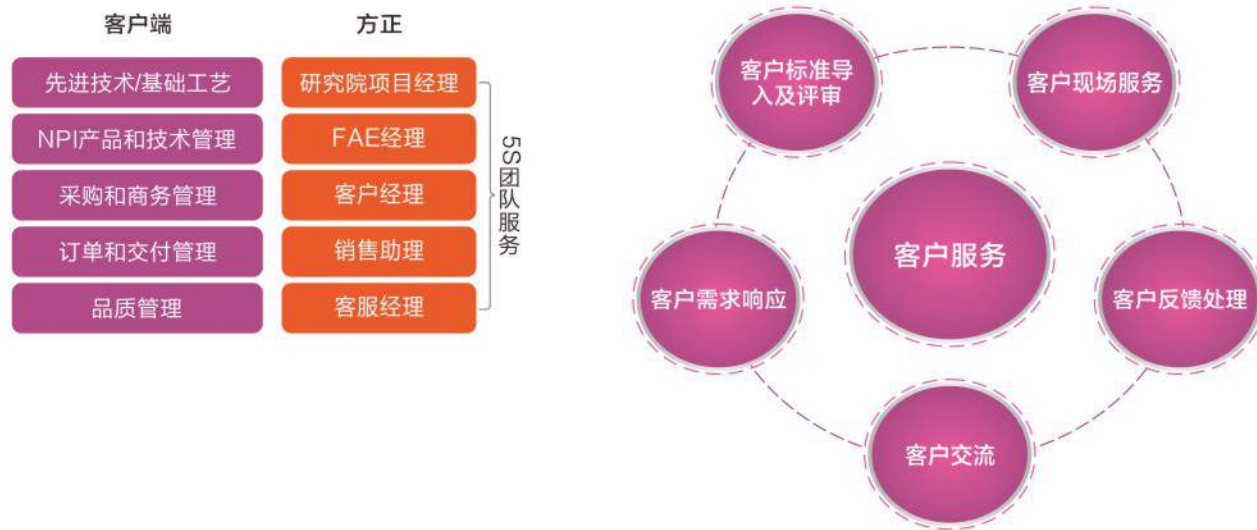 客户端
方正
先进技术/基础工艺
研究院项目经理
NPI产品和技术管理
FAE经理
采购和商务管理
客户经理
订单和交付管理
销售助理
品质管理
客服经理
5S团队服务
客户标准导
入及评审
客户现场服务
客户服务
客户需求响应
客户反馈处理
客户交流